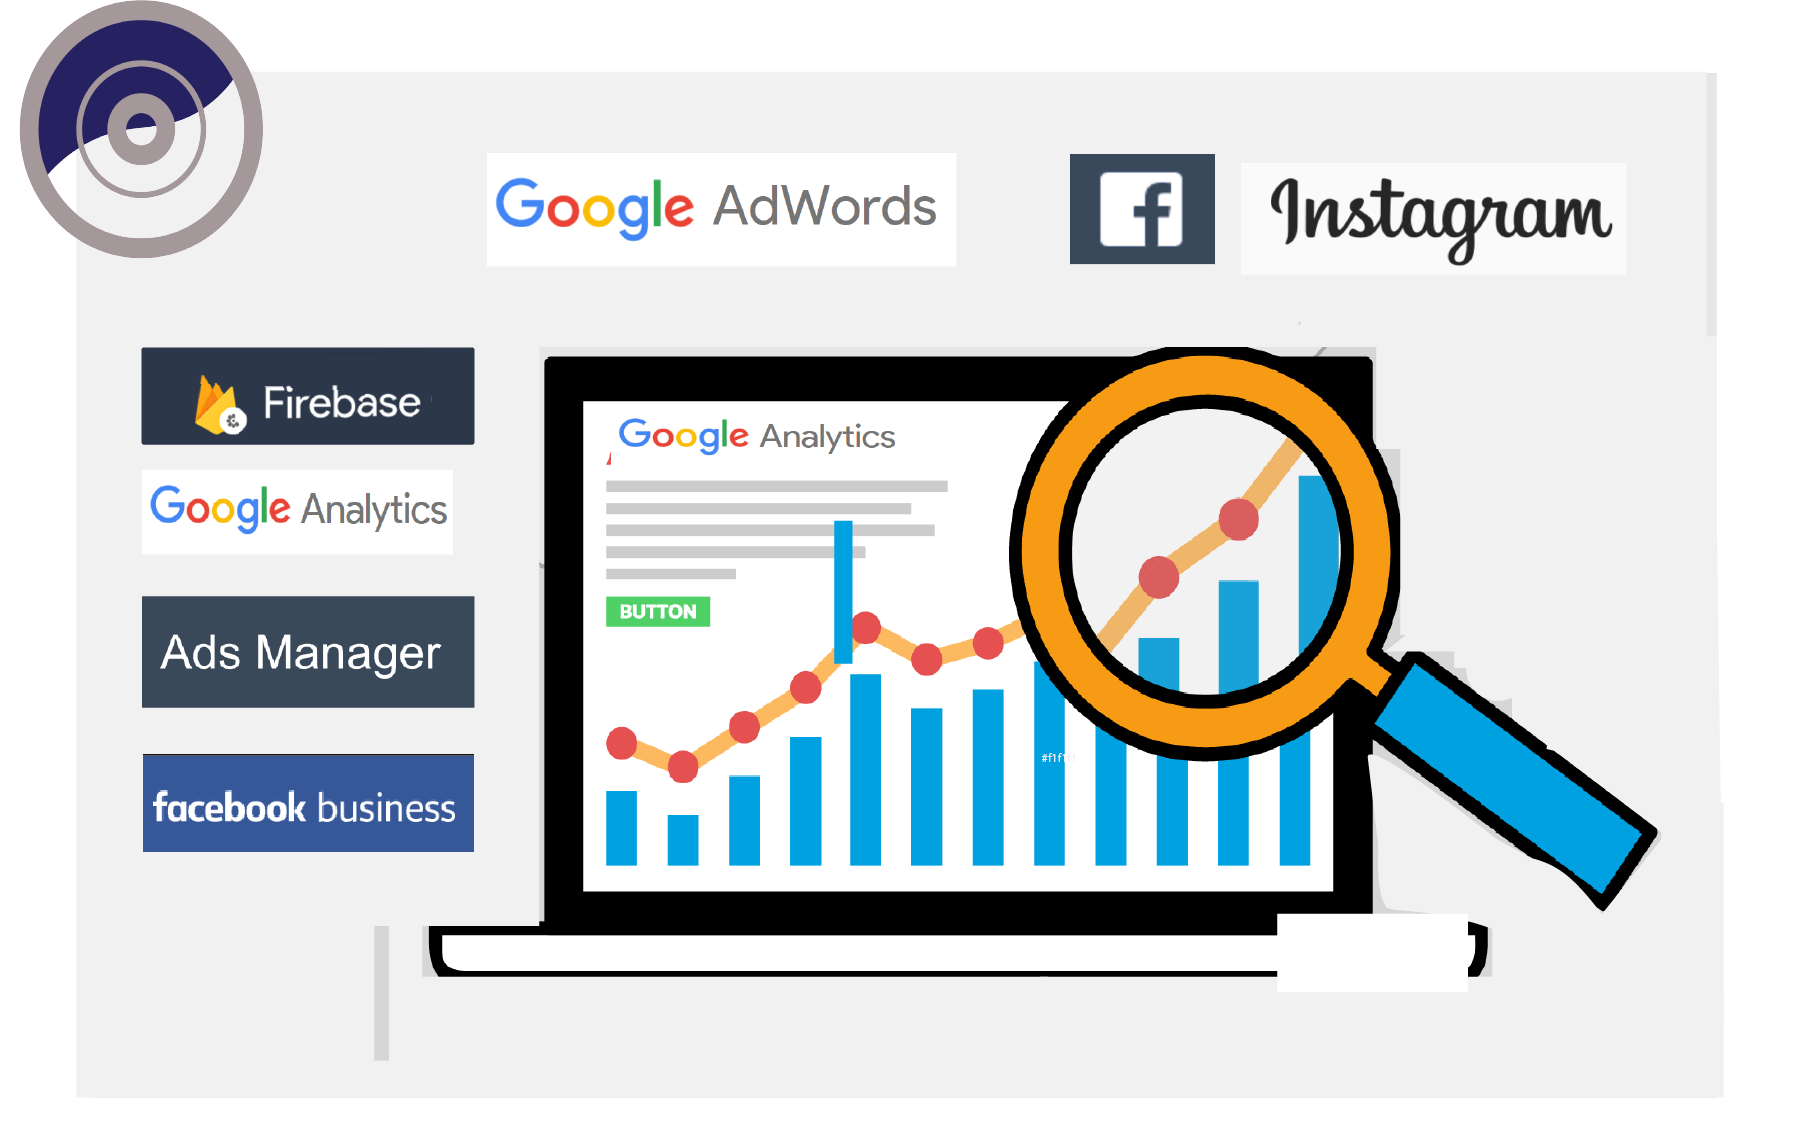 Google AdWords
f
Instagram
Firebase
Google Analytics
Ads Manager
facebook business
Google Analytics
BUTTON
#f1f1